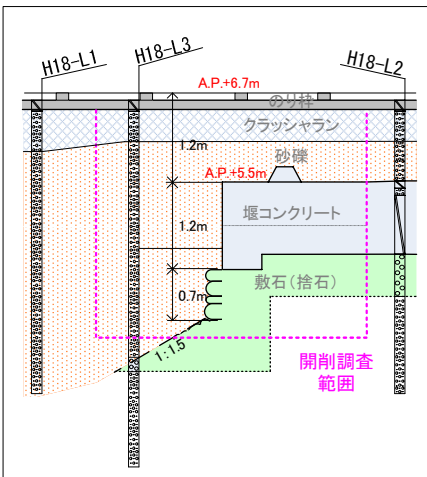 H18-L1
H18-L3
H18-L2
A.P.+6.7m
のり枠
クラッシャラン
1.2m
砂礫
A.P.+5.5m
堰コンクリート
1.2m
敷石(捨石)
0.7m
1:1.5
開削調査
範囲